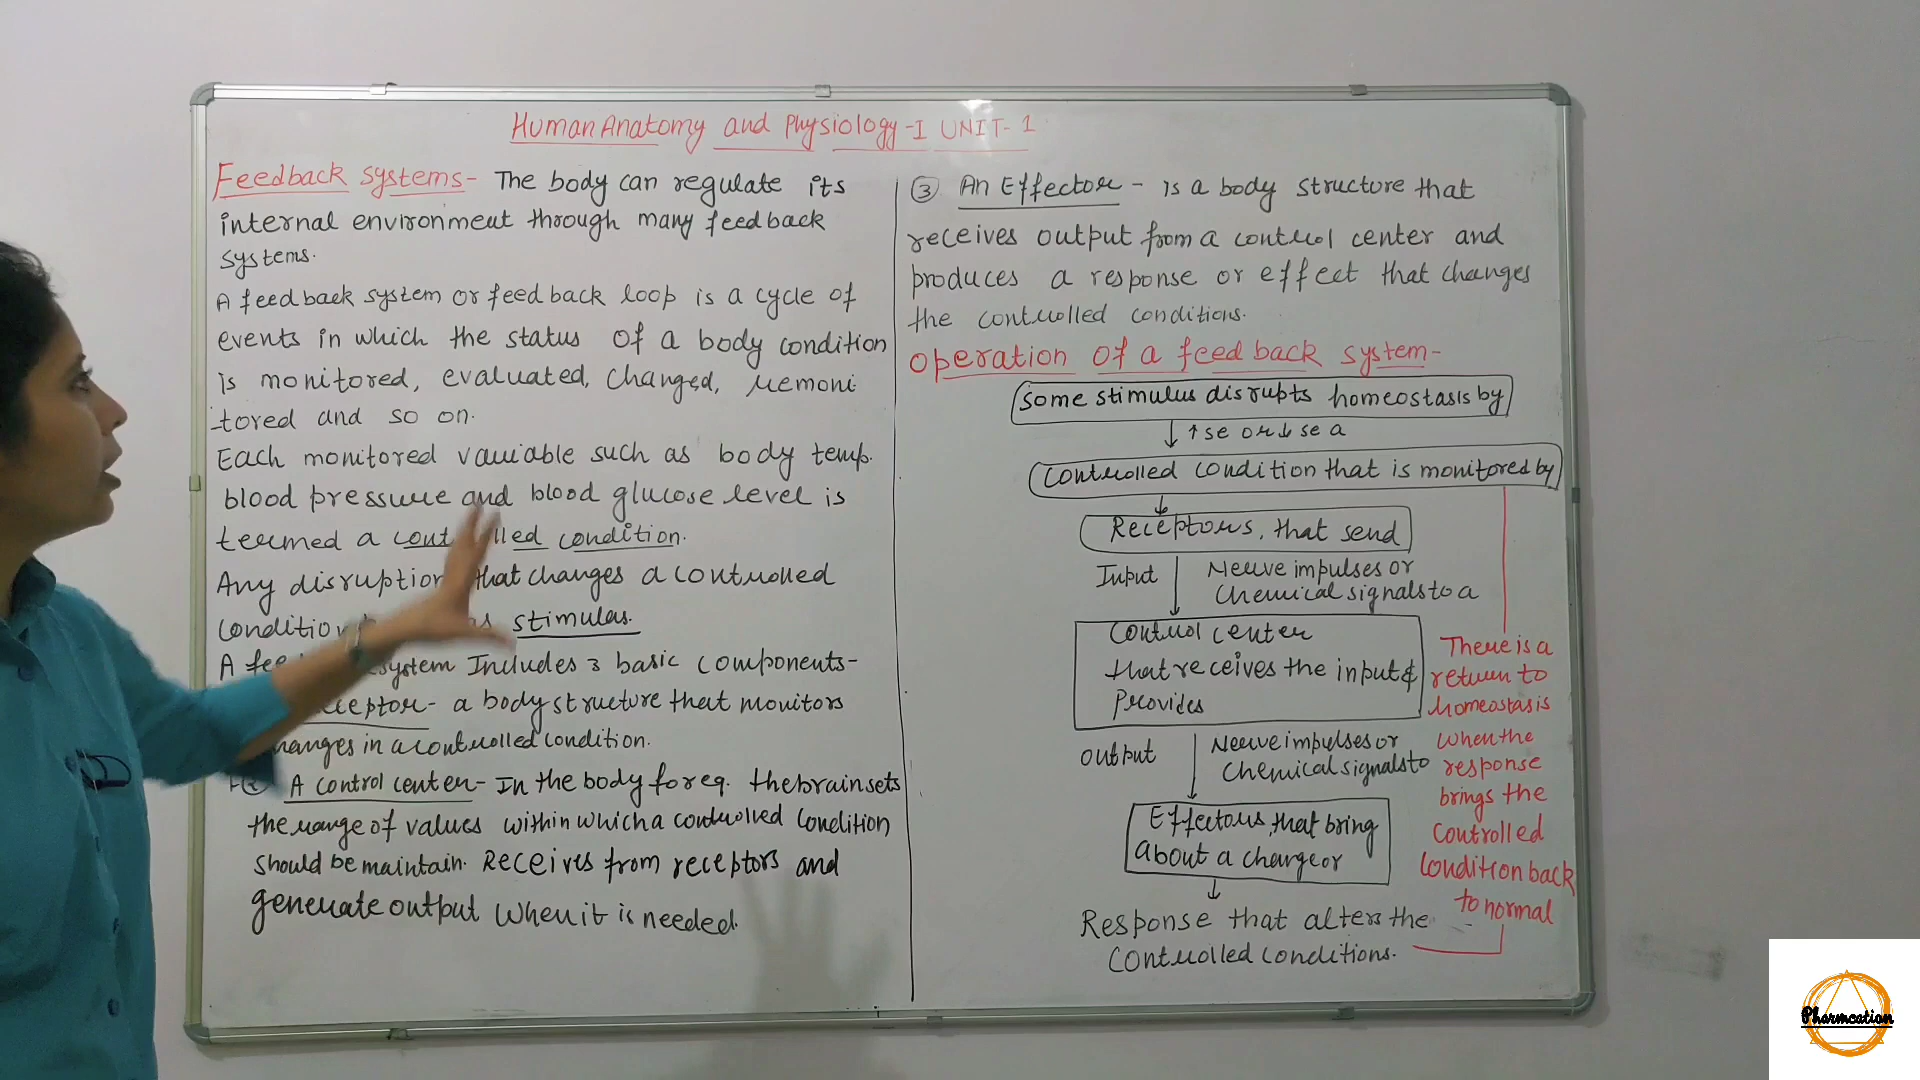 Human Anatomy and Physiology-I UNIT-1
Feedback Systems- The body can regulate its
internal environment through many feedback
systems.
A feedback system or feedback loop is a cycle of
events in which the status of a body condition
is monitored, evaluated, changed, remoni
tored and so on.
Each monitored variable such as body temp.
blood pressure and blood glucose level is
termed a cont lled condition.
Any disruption that changes a controlled
condition stimulus.
A fee system Includes 3 basic components-
ceptor- a body structure that monitors
hanges in a controlled condition.
② A control center- In the body for eg. the brain sets
the range of values within which a controlled condition
should be maintain. Receives from receptors and
generate output when it is needed.
③ An Effector - is a body structure that
receives output from a control center and
produces a response or effect that changes
the controlled conditions.
Operation of a feedback system-
Some stimulus disrupts homeostasis by
↓ ↑se or ↓se a
Controlled condition that is monitored by
Receptors, that send
Input Nerve impulses or
Chemical signals to a
Control center
that receives the input &
Provides
Output Nerve impulses or
Chemical signals to
Effectors, that bring
about a change or
Response that alters the
Controlled conditions.
There is a
return to
homeostasis
when the
response
brings the
controlled
condition back
to normal
Pharmcation